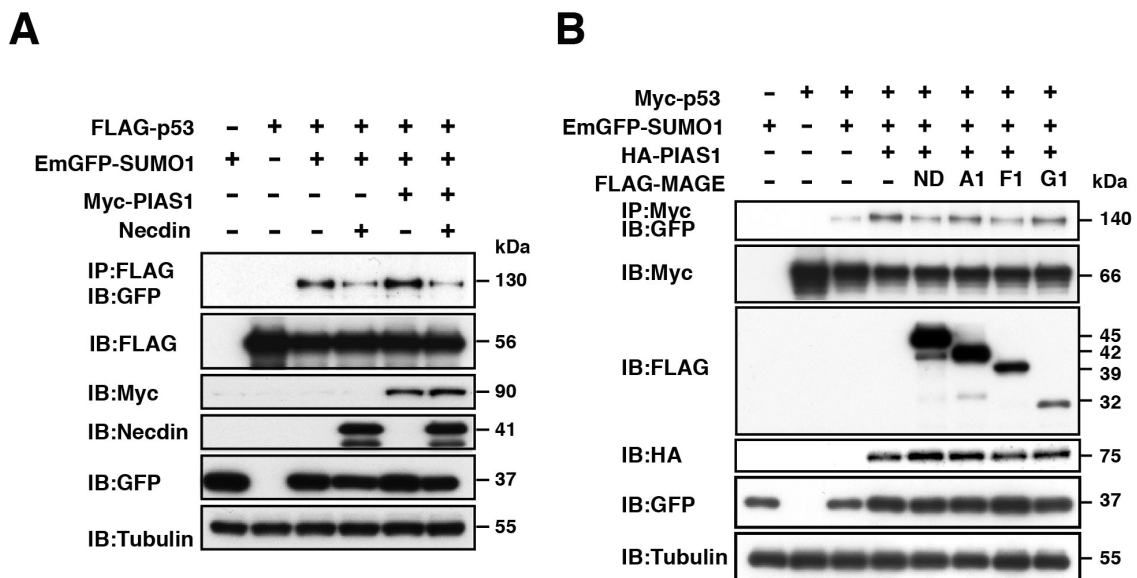 A
FLAG-p53 – + + + + +
EmGFP-SUMO1 + – + + + +
Myc-PIAS1 – – – – + +
Necdin – – – + – +
kDa
IP:FLAG
IB:GFP
130
IB:FLAG 56
IB:Myc 90
IB:Necdin 41
IB:GFP 37
IB:Tubulin 55
B
Myc-p53 – + + + + + + +
EmGFP-SUMO1 + – + + + + + +
HA-PIAS1 – – – + + + + +
FLAG-MAGE – – – – ND A1 F1 G1
kDa
IP:Myc
IB:GFP
140
IB:Myc 66
IB:FLAG
45
42
39
32
IB:HA 75
IB:GFP 37
IB:Tubulin 55